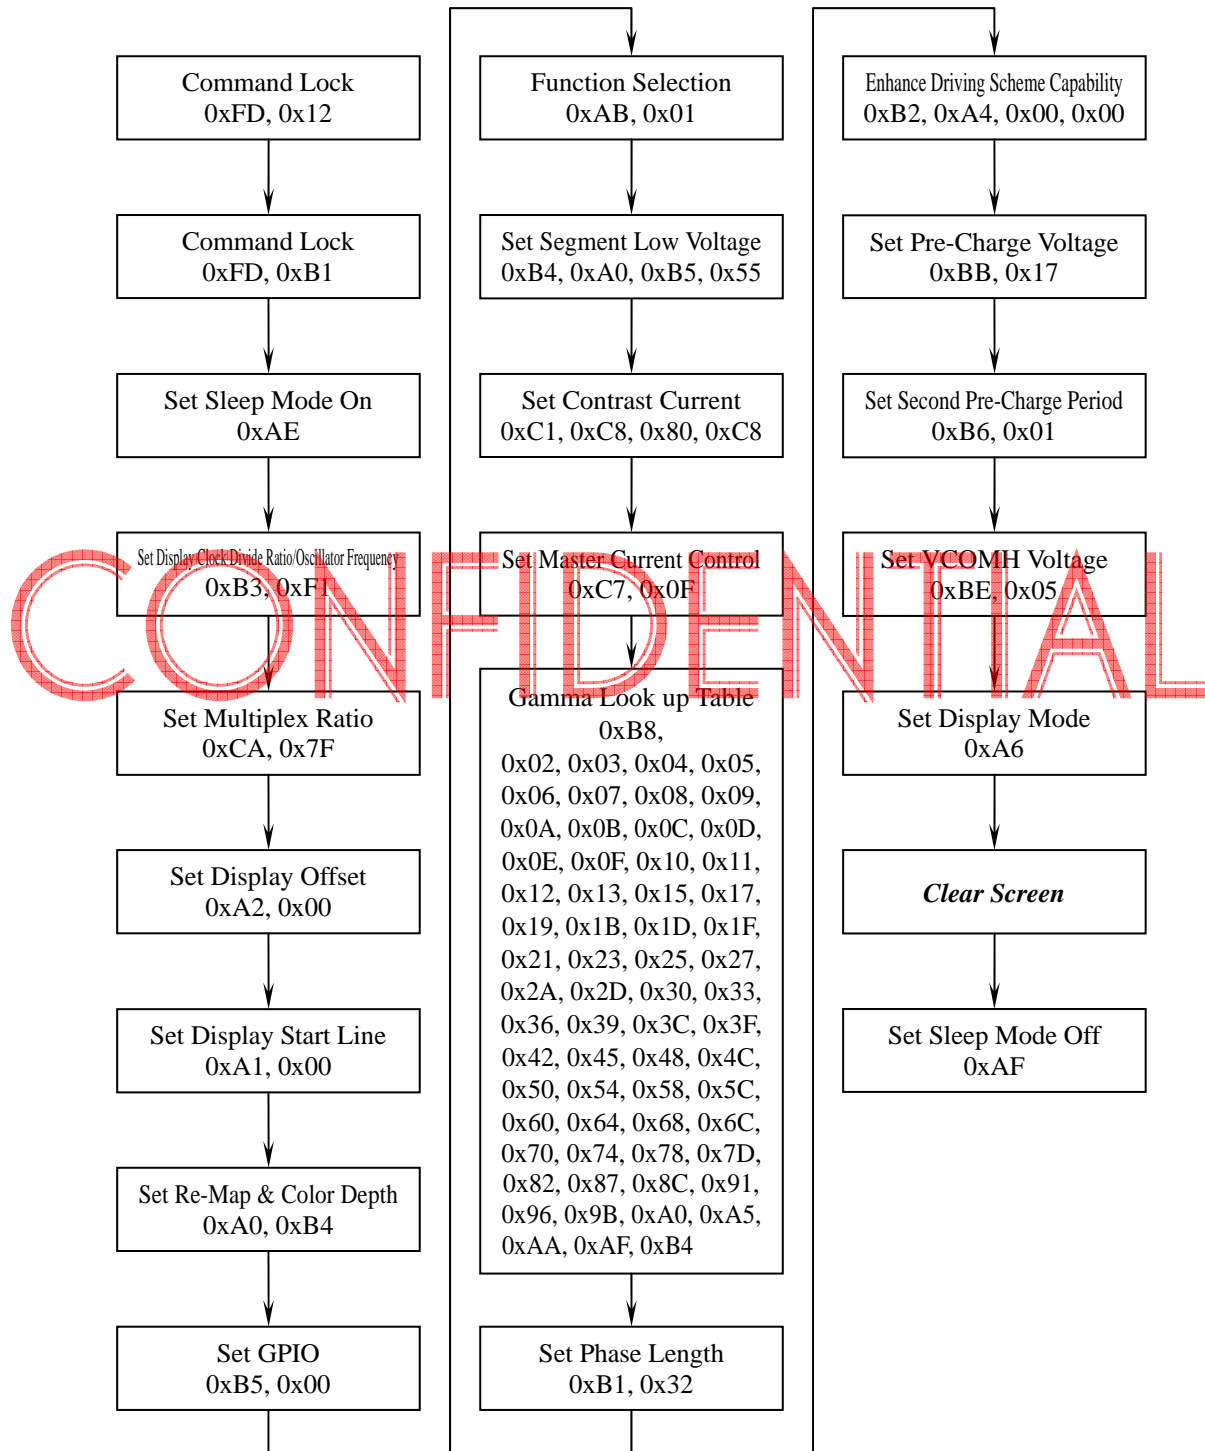 Command Lock
0xFD, 0x12
Command Lock
0xFD, 0xB1
Set Sleep Mode On
0xAE
Set Display Clock Divide Ratio/Oscillator Frequency
0xB3, 0xF1
Set Multiplex Ratio
0xCA, 0x7F
Set Display Offset
0xA2, 0x00
Set Display Start Line
0xA1, 0x00
Set Re-Map & Color Depth
0xA0, 0xB4
Set GPIO
0xB5, 0x00
Function Selection
0xAB, 0x01
Set Segment Low Voltage
0xB4, 0xA0, 0xB5, 0x55
Set Contrast Current
0xC1, 0xC8, 0x80, 0xC8
Set Master Current Control
0xC7, 0x0F
Gamma Look up Table
0xB8,
0x02, 0x03, 0x04, 0x05,
0x06, 0x07, 0x08, 0x09,
0x0A, 0x0B, 0x0C, 0x0D,
0x0E, 0x0F, 0x10, 0x11,
0x12, 0x13, 0x15, 0x17,
0x19, 0x1B, 0x1D, 0x1F,
0x21, 0x23, 0x25, 0x27,
0x2A, 0x2D, 0x30, 0x33,
0x36, 0x39, 0x3C, 0x3F,
0x42, 0x45, 0x48, 0x4C,
0x50, 0x54, 0x58, 0x5C,
0x60, 0x64, 0x68, 0x6C,
0x70, 0x74, 0x78, 0x7D,
0x82, 0x87, 0x8C, 0x91,
0x96, 0x9B, 0xA0, 0xA5,
0xAA, 0xAF, 0xB4
Set Phase Length
0xB1, 0x32
Enhance Driving Scheme Capability
0xB2, 0xA4, 0x00, 0x00
Set Pre-Charge Voltage
0xBB, 0x17
Set Second Pre-Charge Period
0xB6, 0x01
Set VCOMH Voltage
0xBE, 0x05
Set Display Mode
0xA6
Clear Screen
Set Sleep Mode Off
0xAF
CONFIDENTIAL